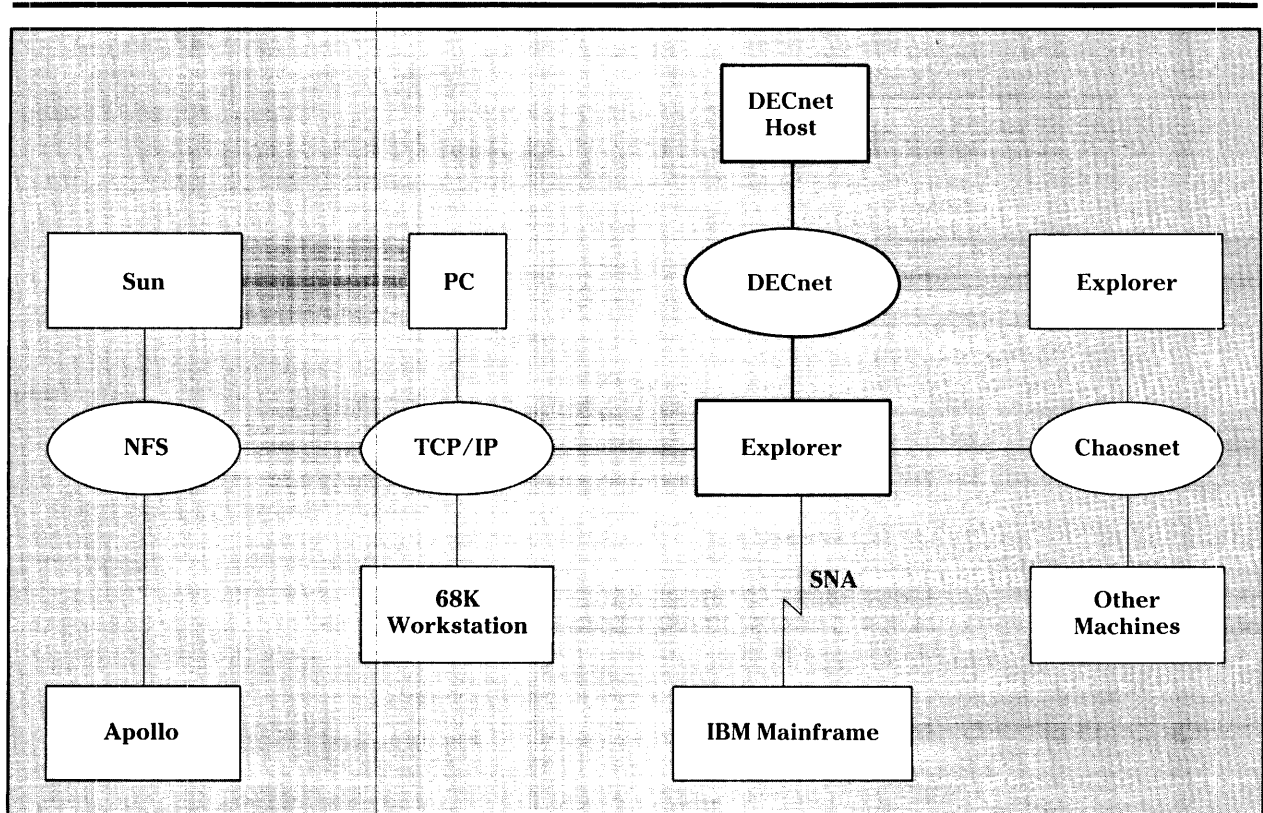 DECnet
Host
Sun
PC
DECnet
Explorer
NFS
TCP/IP
Explorer
Chaosnet
SNA
68K
Workstation
Other
Machines
Apollo
IBM Mainframe